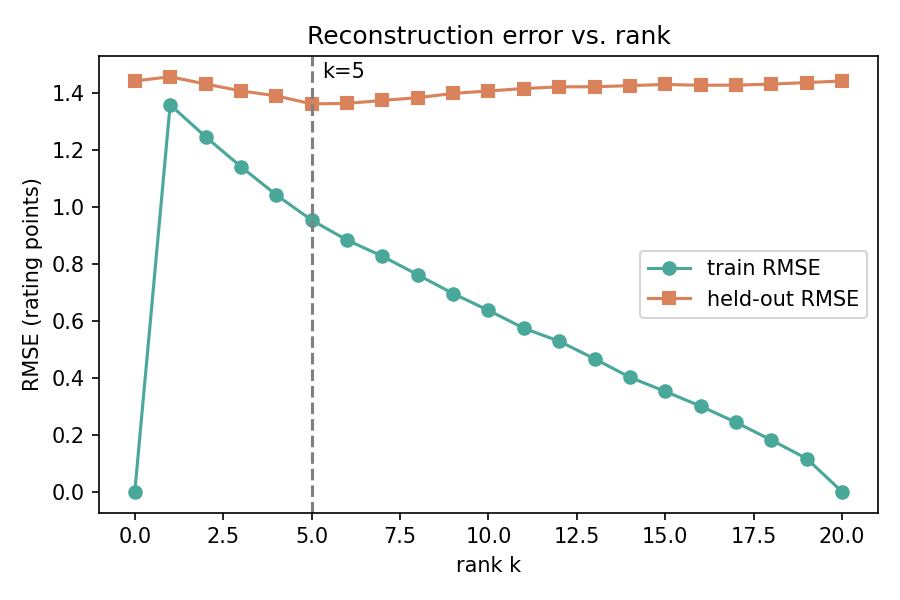 Reconstruction error vs. rank
k=5
RMSE (rating points)
1.4
1.2
1.0
0.8
0.6
0.4
0.2
0.0
train RMSE
held-out RMSE
0.0 2.5 5.0 7.5 10.0 12.5 15.0 17.5 20.0
rank k